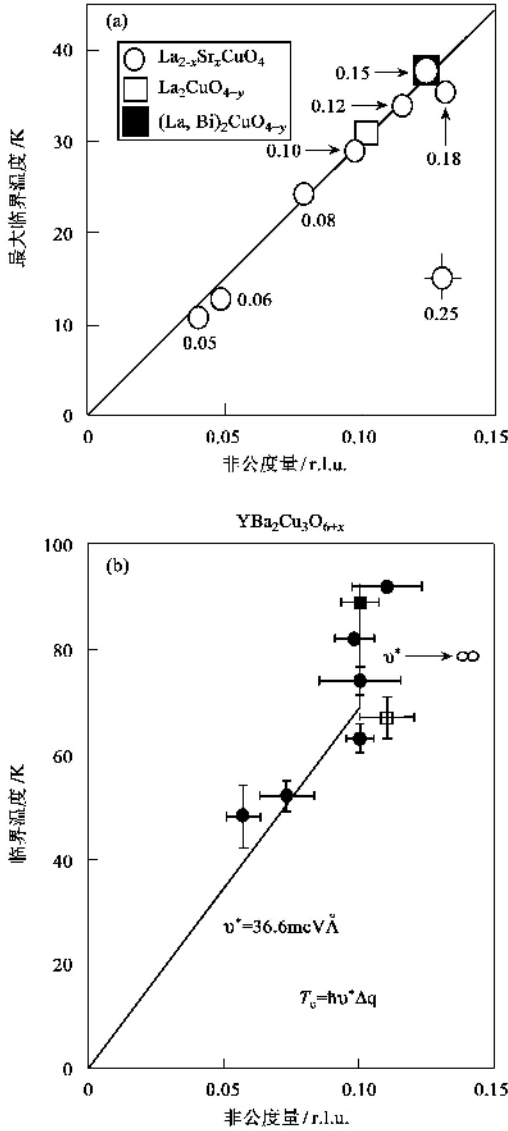 (a)
La₂₋ₓSrₓCuO₄
La₂CuO₄₋y
(La, Bi)₂CuO₄₋y
40
30
20
10
0
0.15
0.12
0.10
0.18
0.08
0.06
0.05
0.25
最大临界温度/K
0 0.05 0.10 0.15
非公度量/r.l.u.
YBa₂Cu₃O₆₊ₓ
(b)
100
80
60
40
20
0
υ* ∞
υ*=36.6meVÅ
T_c=ħυ*Δq
临界温度/K
0 0.05 0.10 0.15
非公度量/r.l.u.